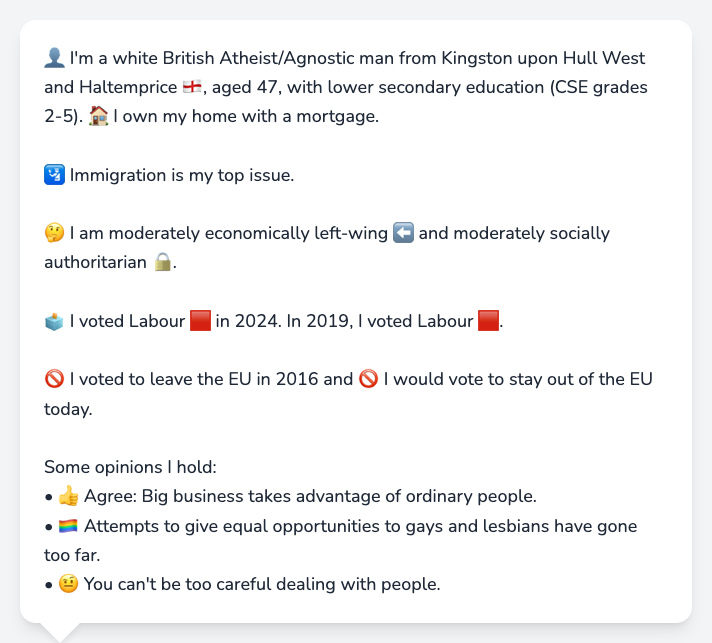 👤 I'm a white British Atheist/Agnostic man from Kingston upon Hull West
and Haltemprice 🏴󠁧󠁢󠁥󠁮󠁧󠁿, aged 47, with lower secondary education (CSE grades
2-5). 🏠 I own my home with a mortgage.
🛂 Immigration is my top issue.
🤔 I am moderately economically left-wing ⬅️ and moderately socially
authoritarian 🔒.
🗳️ I voted Labour 🟥 in 2024. In 2019, I voted Labour 🟥.
🚫 I voted to leave the EU in 2016 and 🚫 I would vote to stay out of the EU
today.
Some opinions I hold:
• 👍 Agree: Big business takes advantage of ordinary people.
• 🏳️‍🌈 Attempts to give equal opportunities to gays and lesbians have gone
too far.
• 🤨 You can't be too careful dealing with people.